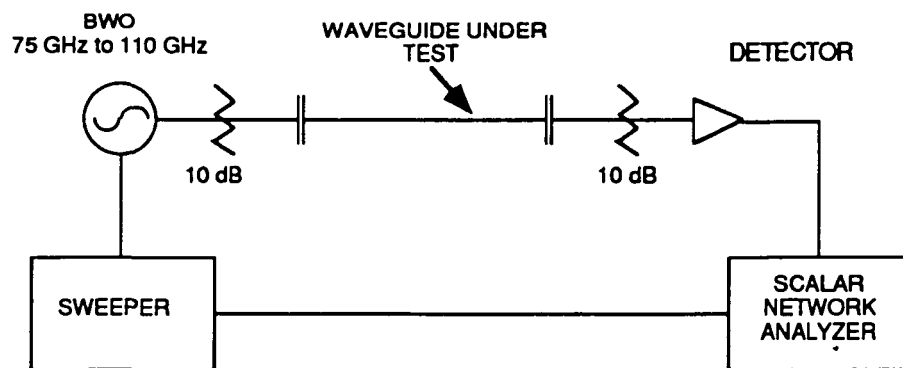 BWO
75 GHz to 110 GHz
WAVEGUIDE UNDER
TEST
DETECTOR
10 dB
10 dB
SWEEPER
SCALAR
NETWORK
ANALYZER